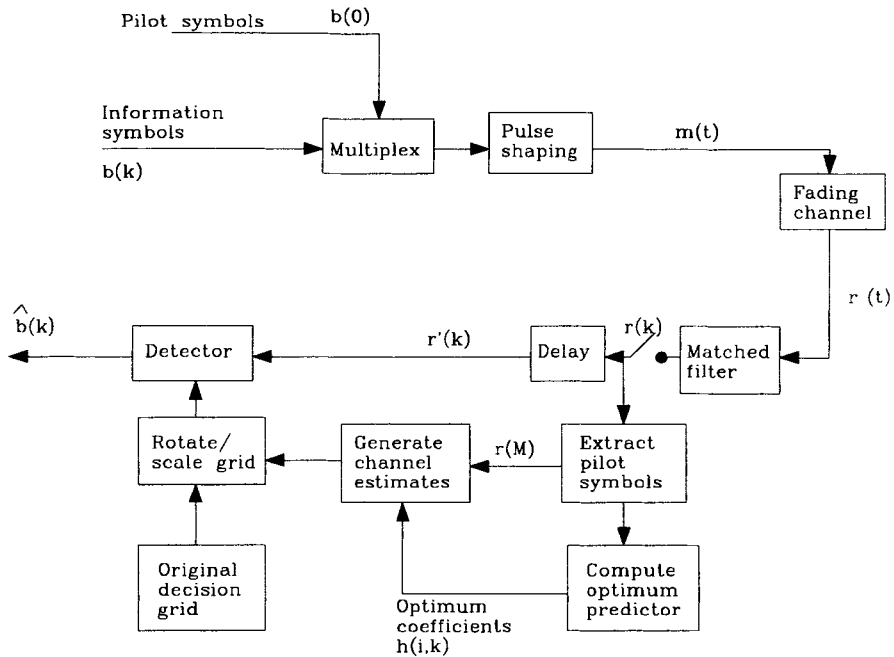 Pilot symbols
b(0)
Information
symbols
b(k)
Multiplex
Pulse
shaping
m(t)
Fading
channel
r (t)
^
b(k)
Detector
r'(k)
Delay
r(k)
Matched
filter
Rotate/
scale grid
Generate
channel
estimates
r(M)
Extract
pilot
symbols
Original
decision
grid
Optimum
coefficients
h(i,k)
Compute
optimum
predictor